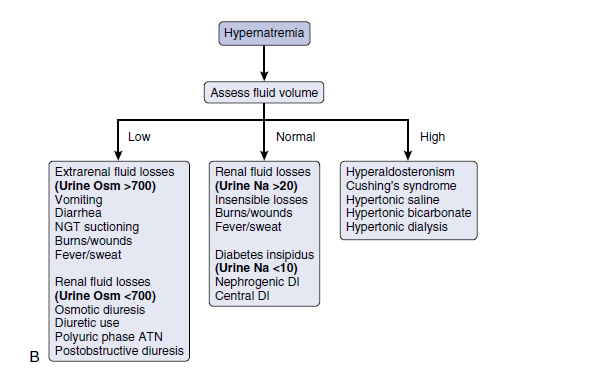 Hypernatremia
Assess fluid volume
Low
Normal
High
Extrarenal fluid losses
(Urine Osm >700)
Vomiting
Diarrhea
NGT suctioning
Burns/wounds
Fever/sweat
Renal fluid losses
(Urine Osm <700)
Osmotic diuresis
Diuretic use
Polyuric phase ATN
Postobstructive diuresis
Renal fluid losses
(Urine Na >20)
Insensible losses
Burns/wounds
Fever/sweat
Diabetes insipidus
(Urine Na <10)
Nephrogenic DI
Central DI
Hyperaldosteronism
Cushing's syndrome
Hypertonic saline
Hypertonic bicarbonate
Hypertonic dialysis
B